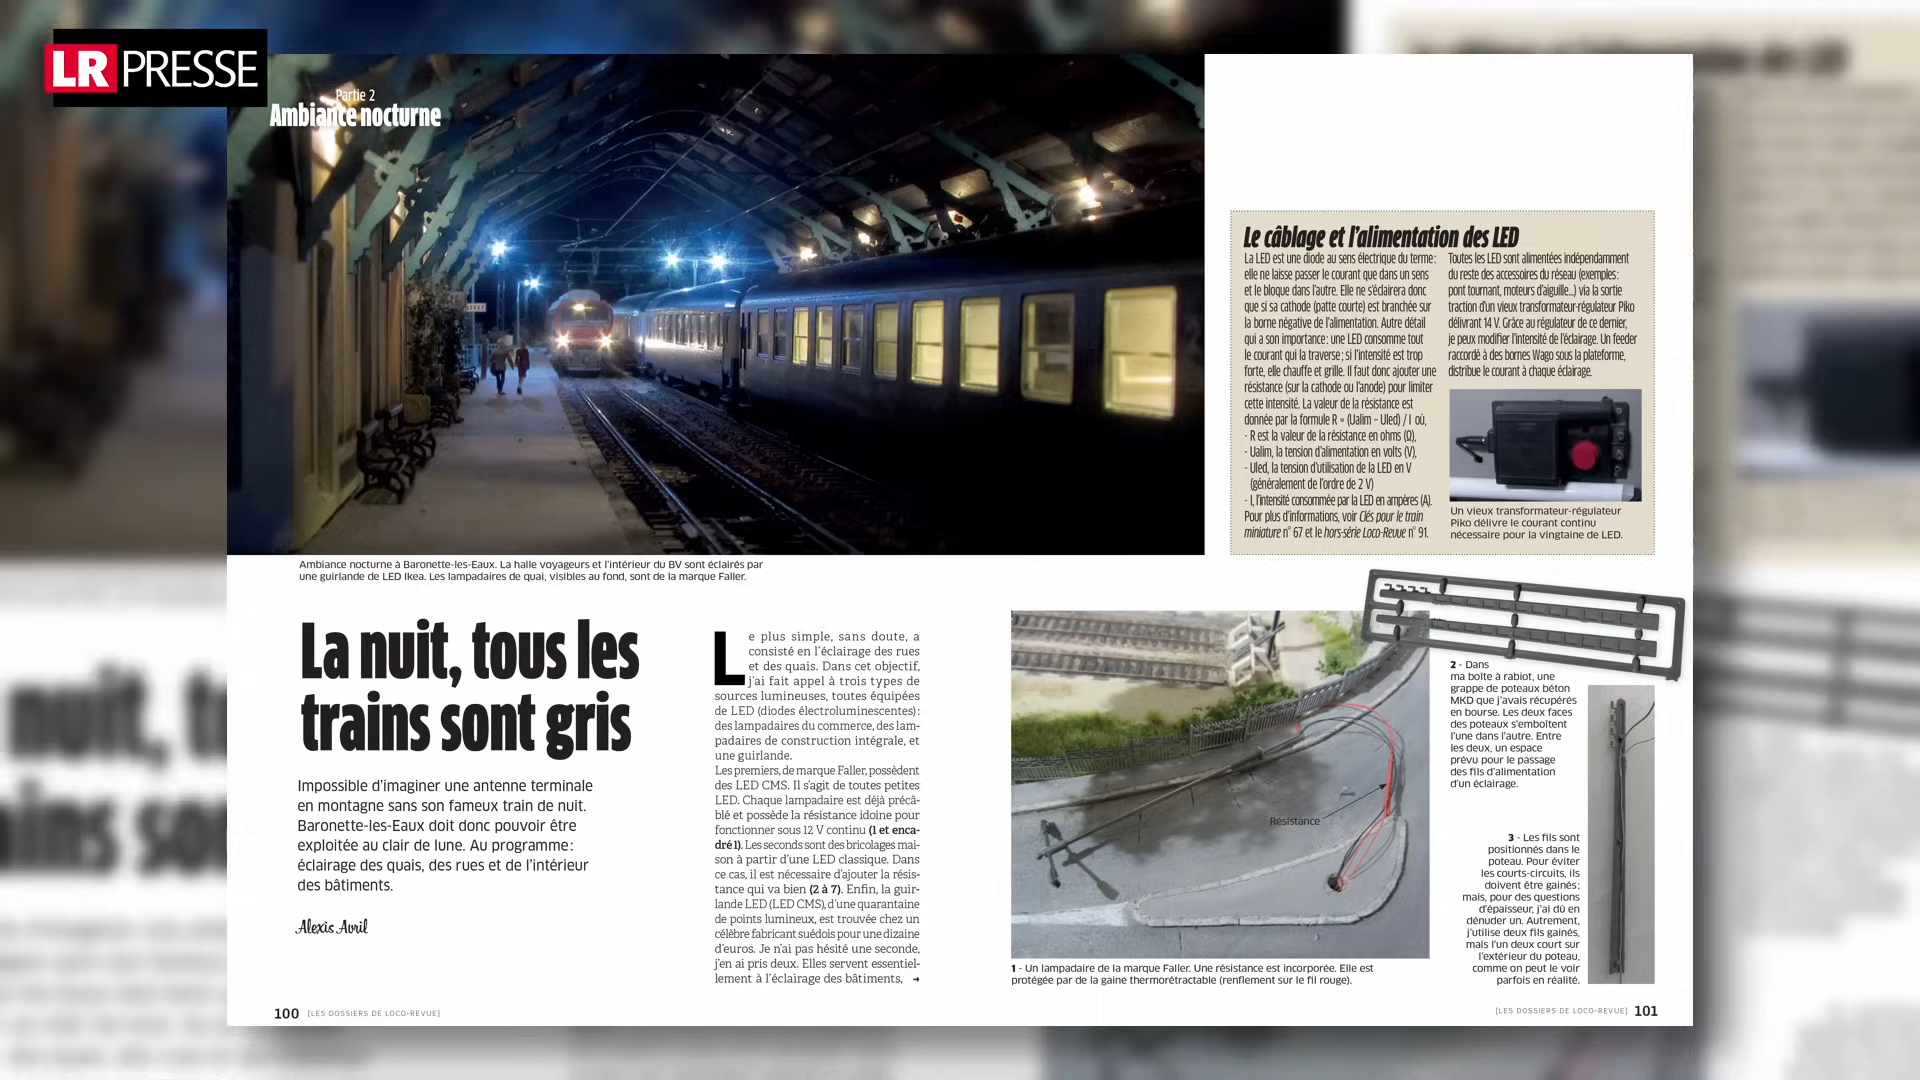 LR PRESSE
Partie 2
Ambiance nocturne
Ambiance nocturne à Baronette-les-Eaux. La halle voyageurs et l'intérieur du BV sont éclairés par
une guirlande de LED Ikea. Les lampadaires de quai, visibles au fond, sont de la marque Faller.
La nuit, tous les
trains sont gris
Impossible d'imaginer une antenne terminale
en montagne sans son fameux train de nuit.
Baronette-les-Eaux doit donc pouvoir être
exploitée au clair de lune. Au programme :
éclairage des quais, des rues et de l'intérieur
des bâtiments.
Alexis Avril
Le plus simple, sans doute, a
consisté en l'éclairage des rues
et des quais. Dans cet objectif,
j'ai fait appel à trois types de
sources lumineuses, toutes équipées
de LED (diodes électroluminescentes) :
des lampadaires du commerce, des lam-
padaires de construction intégrale, et
une guirlande.
Les premiers, de marque Faller, possèdent
des LED CMS. Il s'agit de toutes petites
LED. Chaque lampadaire est déjà précâ-
blé et possède la résistance idoine pour
fonctionner sous 12 V continu (1 et enca-
dré 1). Les seconds sont des bricolages mai-
son à partir d'une LED classique. Dans
ce cas, il est nécessaire d'ajouter la résis-
tance qui va bien (2 à 7). Enfin, la guir-
lande LED (LED CMS), d'une quarantaine
de points lumineux, est trouvée chez un
célèbre fabricant suédois pour une dizaine
d'euros. Je n'ai pas hésité une seconde,
j'en ai pris deux. Elles servent essentiel-
lement à l'éclairage des bâtiments, →
100 [LES DOSSIERS DE LOCO-REVUE]
Le câblage et l'alimentation des LED
La LED est une diode au sens électrique du terme :
elle ne laisse passer le courant que dans un sens
et le bloque dans l'autre. Elle ne s'éclairera donc
que si sa cathode (patte courte) est branchée sur
la borne négative de l'alimentation. Autre détail
qui a son importance : une LED consomme tout
le courant qui la traverse ; si l'intensité est trop
forte, elle chauffe et grille. Il faut donc ajouter une
résistance (sur la cathode ou l'anode) pour limiter
cette intensité. La valeur de la résistance est
donnée par la formule R = (Ualim – Uled) / I où,
- R est la valeur de la résistance en ohms (Ω),
- Ualim, la tension d'alimentation en volts (V),
- Uled, la tension d'utilisation de la LED en V
(généralement de l'ordre de 2 V)
- I, l'intensité consommée par la LED en ampères (A).
Pour plus d'informations, voir Clés pour le train
miniature n° 67 et le hors-série Loco-Revue n° 91.
Toutes les LED sont alimentées indépendamment
du reste des accessoires du réseau (exemples :
pont tournant, moteurs d'aiguille...) via la sortie
traction d'un vieux transformateur-régulateur Piko
délivrant 14 V. Grâce au régulateur de ce dernier,
je peux modifier l'intensité de l'éclairage. Un feeder
raccordé à des bornes Wago sous la plateforme,
distribue le courant à chaque éclairage.
Un vieux transformateur-régulateur
Piko délivre le courant continu
nécessaire pour la vingtaine de LED.
Résistance
1 - Un lampadaire de la marque Faller. Une résistance est incorporée. Elle est
protégée par de la gaine thermorétractable (renflement sur le fil rouge).
2 - Dans
ma boîte à rabiot, une
grappe de poteaux béton
MKD que j'avais récupérés
en bourse. Les deux faces
des poteaux s'emboîtent
l'une dans l'autre. Entre
les deux, un espace
prévu pour le passage
des fils d'alimentation
d'un éclairage.
3 - Les fils sont
positionnés dans le
poteau. Pour éviter
les courts-circuits, ils
doivent être gainés ;
mais, pour des questions
d'épaisseur, j'ai dû en
dénuder un. Autrement,
j'utilise deux fils gainés,
mais l'un deux court sur
l'extérieur du poteau,
comme on peut le voir
parfois en réalité.
[LES DOSSIERS DE LOCO-REVUE] 101